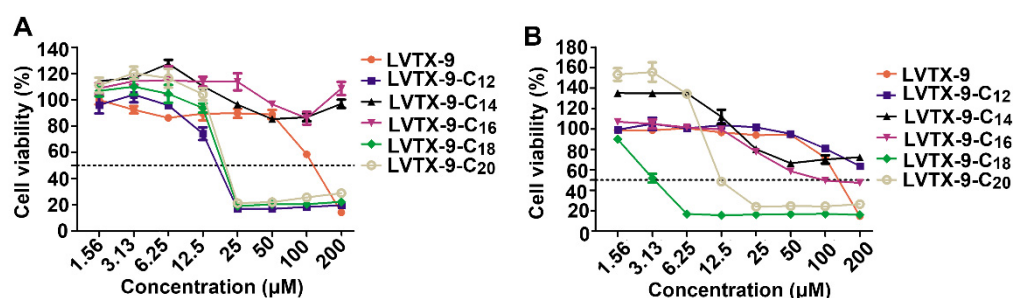 A
Cell viability (%)
140
120
100
80
60
40
20
0
1.56
3.13
6.25
12.5
25
50
100
200
Concentration (µM)
LVTX-9
LVTX-9-C12
LVTX-9-C14
LVTX-9-C16
LVTX-9-C18
LVTX-9-C20
B
Cell viability (%)
180
160
140
120
100
80
60
40
20
0
1.56
3.13
6.25
12.5
25
50
100
200
Concentration (µM)
LVTX-9
LVTX-9-C12
LVTX-9-C14
LVTX-9-C16
LVTX-9-C18
LVTX-9-C20